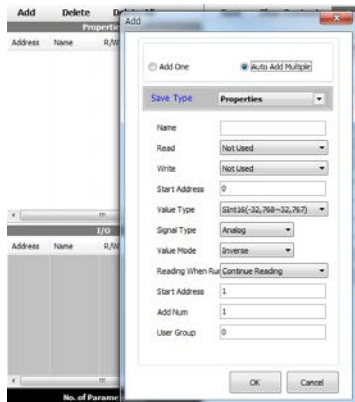 Add Delete
Add
Properti
Address Name R/W
Add One Auto Add Multiple
Save Type Properties
Name
Read Not Used
Write Not Used
Start Address 0
Value Type SInt16(-32,768~32,767)
Signal Type Analog
I/O
Value Mode Inverse
Address Name R/W
Reading When Rur Continue Reading
Start Address 1
Add Num 1
User Group 0
OK Cancel
No. of Parame